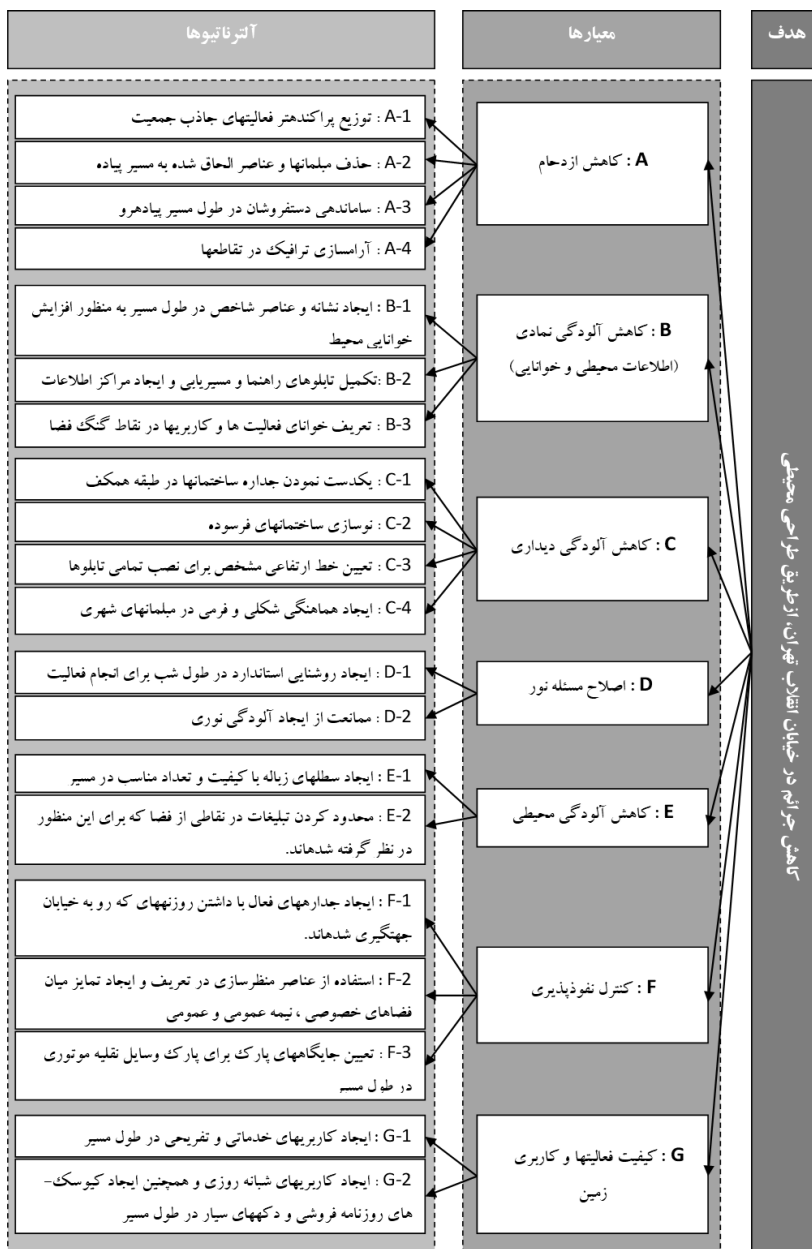 هدف
معیارها
آلترناتیوها
کاهش جرائم در خیابان انقلاب تهران، ازطریق طراحی محیطی
A : کاهش ازدحام
A-1 : توزیع پراکندهتر فعالیتهای جاذب جمعیت
A-2 : حذف مبلمانها و عناصر الحاق شده به مسیر پیاده
A-3 : ساماندهی دستفروشان در طول مسیر پیادهرو
A-4 : آرامسازی ترافیک در تقاطعها
B : کاهش آلودگی نمادی
(اطلاعات محیطی و خوانایی)
B-1 : ایجاد نشانه و عناصر شاخص در طول مسیر به منظور افزایش
خوانایی محیط
B-2 :تکمیل تابلوهای راهنما و مسیریابی و ایجاد مراکز اطلاعات
B-3 : تعریف خوانای فعالیت ها و کاربریها در نقاط گنگ فضا
C : کاهش آلودگی دیداری
C-1 : یکدست نمودن جداره ساختمانها در طبقه همکف
C-2 : نوسازی ساختمانهای فرسوده
C-3 : تعیین خط ارتفاعی مشخص برای نصب تمامی تابلوها
C-4 : ایجاد هماهنگی شکلی و فرمی در مبلمانهای شهری
D : اصلاح مسئله نور
D-1 : ایجاد روشنایی استاندارد در طول شب برای انجام فعالیت
D-2 : ممانعت از ایجاد آلودگی نوری
E : کاهش آلودگی محیطی
E-1 : ایجاد سطلهای زباله با کیفیت و تعداد مناسب در مسیر
E-2 : محدود کردن تبلیغات در نقاطی از فضا که برای این منظور
در نظر گرفته شدهاند.
F : کنترل نفوذپذیری
F-1 : ایجاد جدارههای فعال با داشتن روزنههای که رو به خیابان
جهتگیری شدهاند.
F-2 : استفاده از عناصر منظرسازی در تعریف و ایجاد تمایز میان
فضاهای خصوصی ، نیمه عمومی و عمومی
F-3 : تعیین جایگاههای پارک برای پارک وسایل نقلیه موتوری
در طول مسیر
G : کیفیت فعالیتها و کاربری
زمین
G-1 : ایجاد کاربریهای خدماتی و تفریحی در طول مسیر
G-2 : ایجاد کاربریهای شبانه روزی و همچنین ایجاد کیوسک-
های روزنامه فروشی و دکههای سیار در طول مسیر